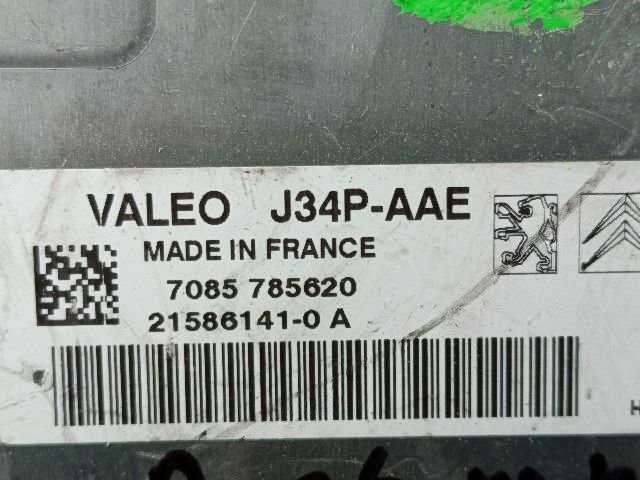 VALEO J34P-AAE
MADE IN FRANCE
7085 785620
21586141-0 A
H